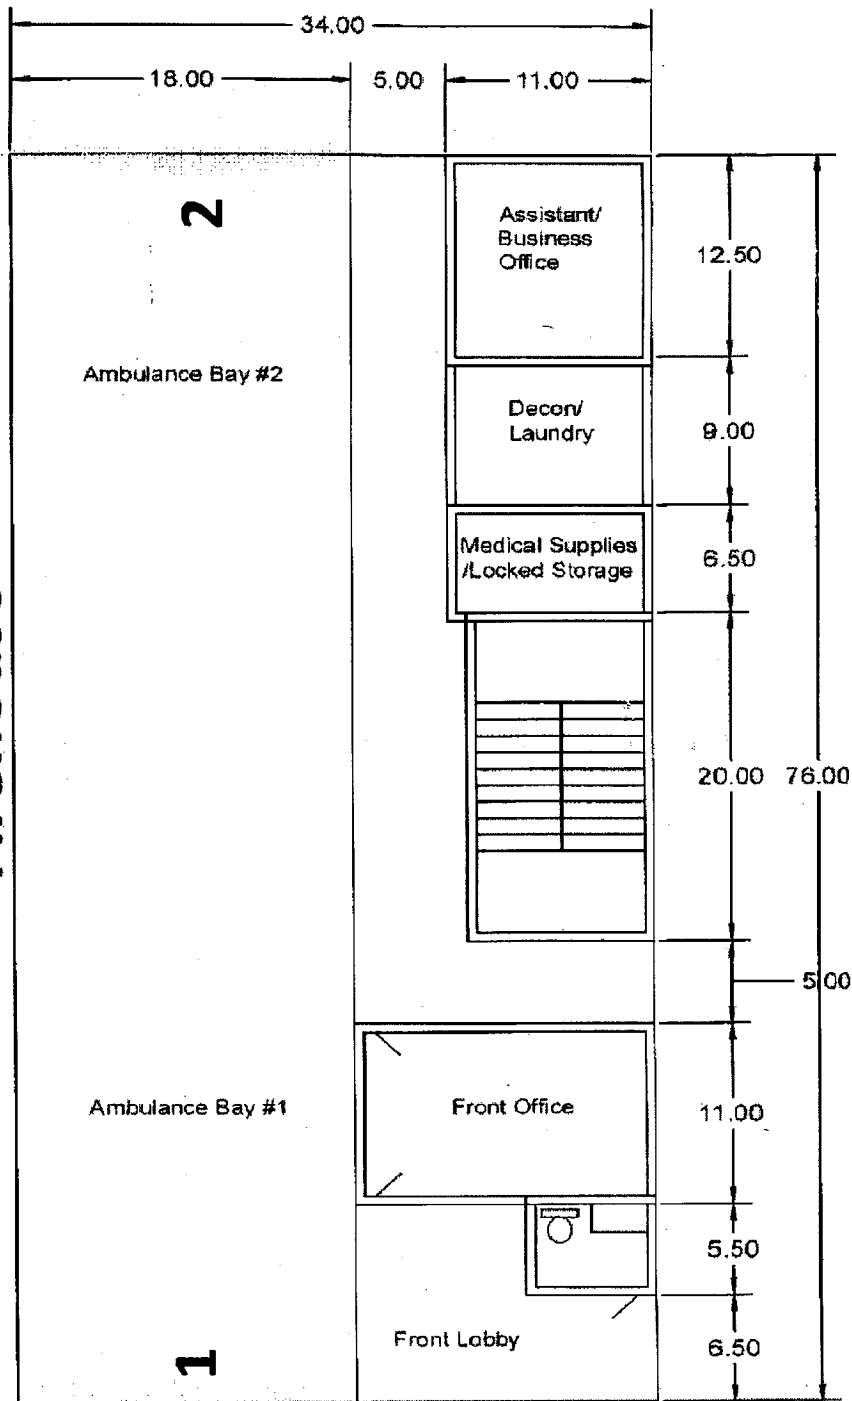 34.00
18.00
5.00
11.00
2
Assistant/
Business
Office
12.50
Ambulance Bay #2
Decon/
Laundry
9.00
Medical Supplies
/Locked Storage
6.50
20.00
76.00
5.00
Ambulance Bay #1
Front Office
11.00
5.50
Front Lobby
6.50
1